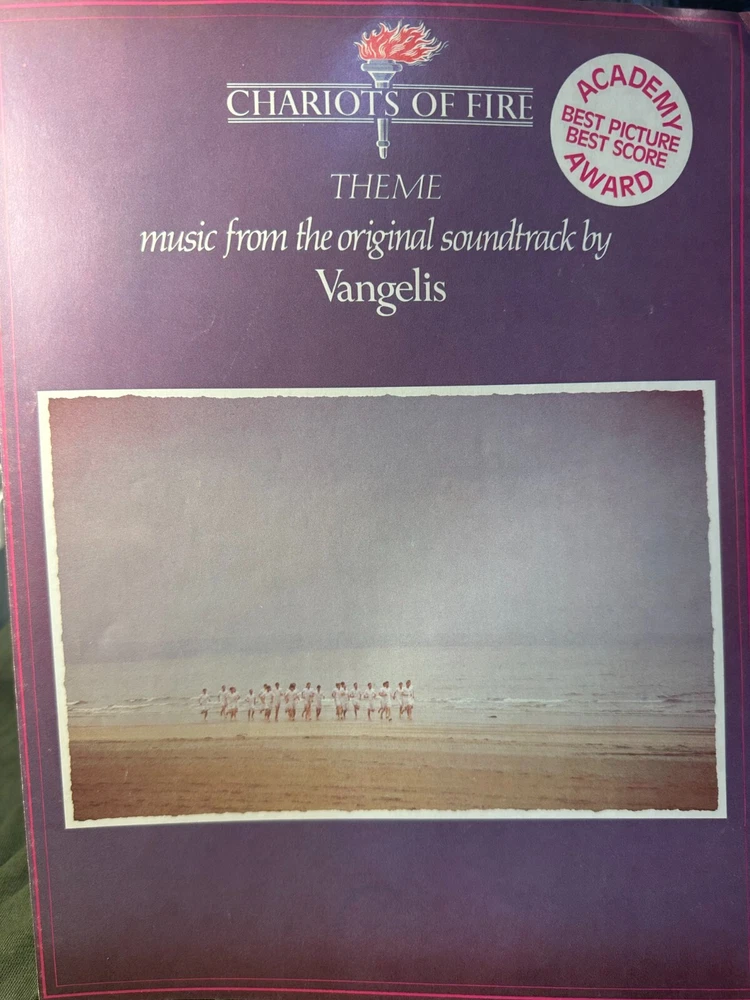 CHARIOTS OF FIRE
THEME
music from the original soundtrack by
Vangelis
ACADEMY
BEST PICTURE
BEST SCORE
AWARD